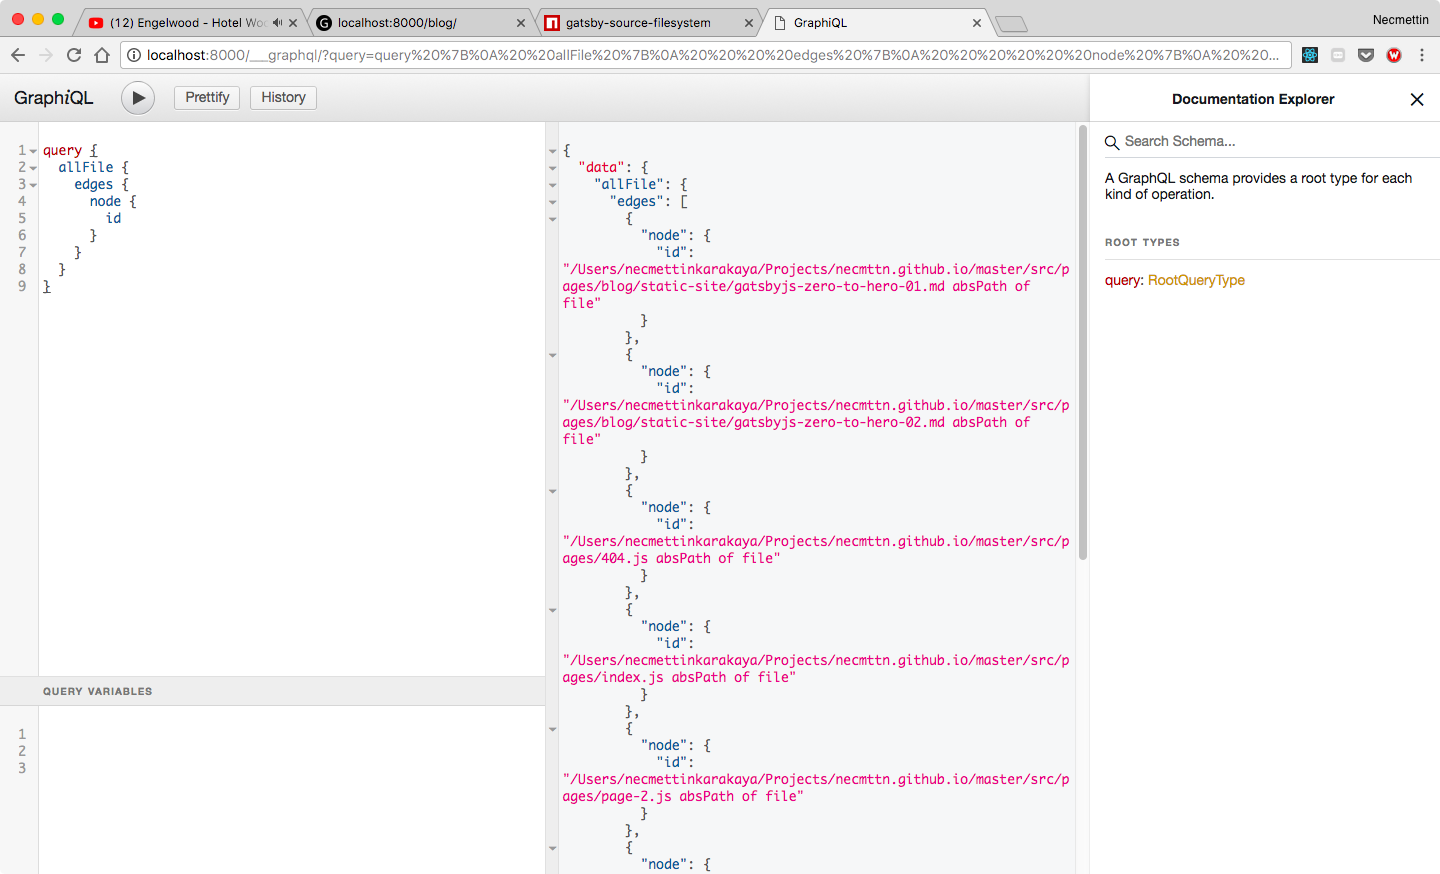 (12) Engelwood - Hotel Wo
localhost:8000/blog/
gatsby-source-filesystem
GraphiQL
Necmettin
localhost:8000/___graphql/?query=query%20%7B%0A%20%20allFile%20%7B%0A%20%20%20%20edges%20%7B%0A%20%20%20%20%20%20node%20%7B%0A%20%20%20...
GraphiQL
Prettify
History
Documentation Explorer
Search Schema...
A GraphQL schema provides a root type for each
kind of operation.
ROOT TYPES
query: RootQueryType
1 query {
2   allFile {
3     edges {
4       node {
5         id
6       }
7     }
8   }
9 }
QUERY VARIABLES
1
2
3
{
  "data": {
    "allFile": {
      "edges": [
        {
          "node": {
            "id":
"/Users/necmettinkarakaya/Projects/necmttn.github.io/master/src/p
ages/blog/static-site/gatsbyjs-zero-to-hero-01.md absPath of
file"
          }
        },
        {
          "node": {
            "id":
"/Users/necmettinkarakaya/Projects/necmttn.github.io/master/src/p
ages/blog/static-site/gatsbyjs-zero-to-hero-02.md absPath of
file"
          }
        },
        {
          "node": {
            "id":
"/Users/necmettinkarakaya/Projects/necmttn.github.io/master/src/p
ages/404.js absPath of file"
          }
        },
        {
          "node": {
            "id":
"/Users/necmettinkarakaya/Projects/necmttn.github.io/master/src/p
ages/index.js absPath of file"
          }
        },
        {
          "node": {
            "id":
"/Users/necmettinkarakaya/Projects/necmttn.github.io/master/src/p
ages/page-2.js absPath of file"
          }
        },
        {
          "node": {